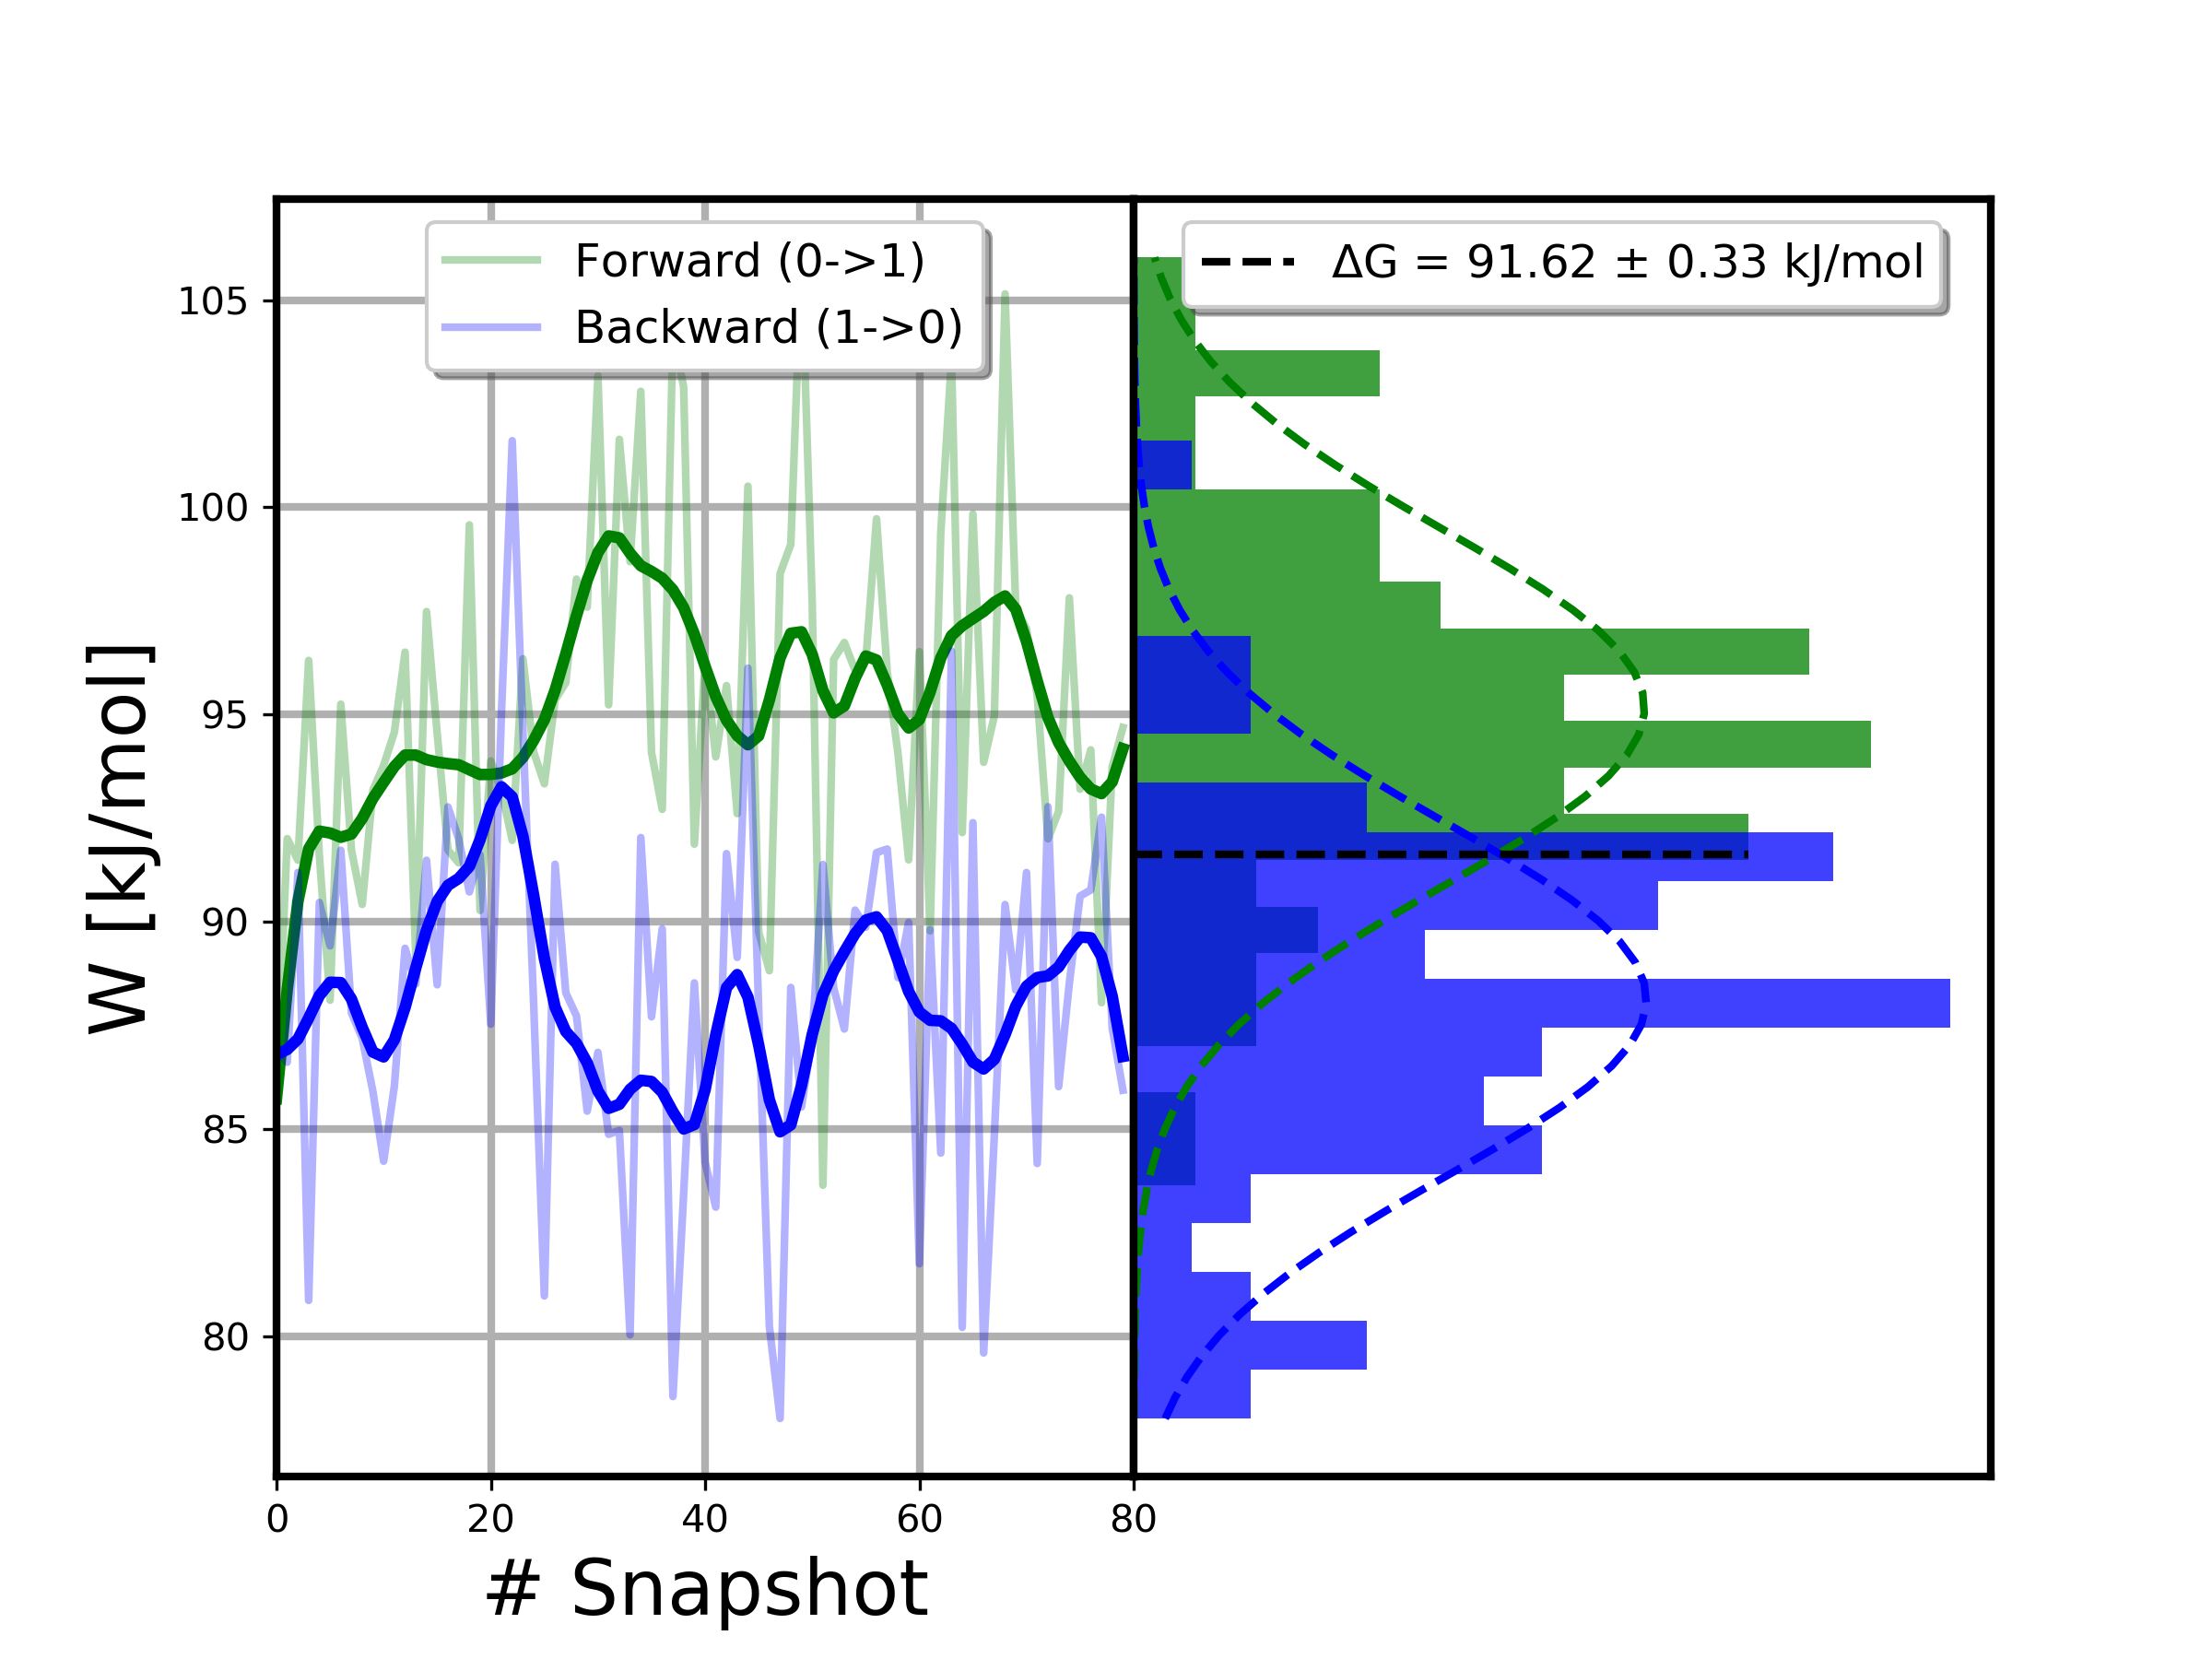 Forward (0->1)
Backward (1->0)
ΔG = 91.62 ± 0.33 kJ/mol
105
100
95
90
85
80
W [kJ/mol]
0 20 40 60 80
# Snapshot